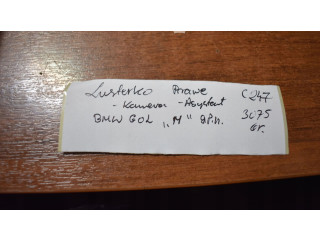 Lusterko Prawe C247
- Kamera - Asystent 3075
BMW G01 "M" 8P.n. Gr.